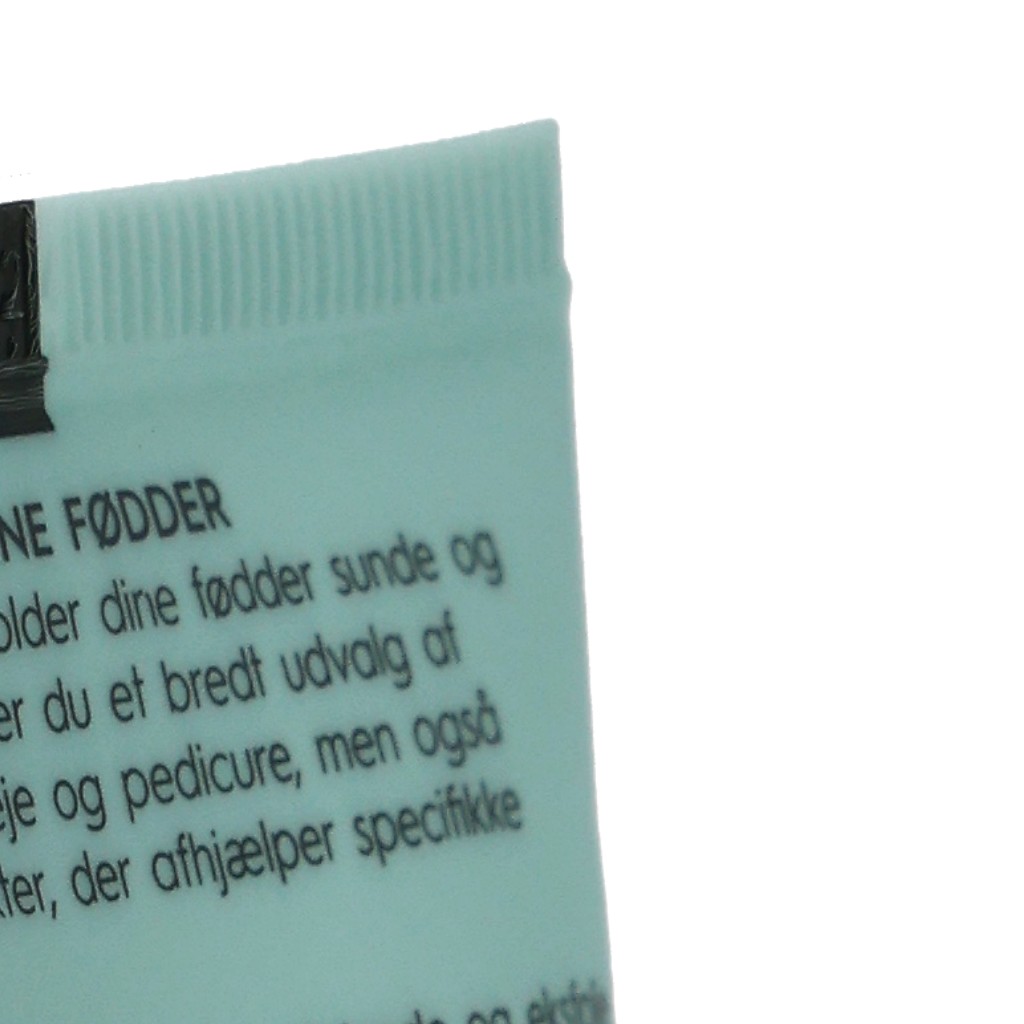 NE FØDDER
older dine fødder sunde og
er du et bredt udvalg af
eje og pedicure, men også
ter, der afhjælper specifikke
og